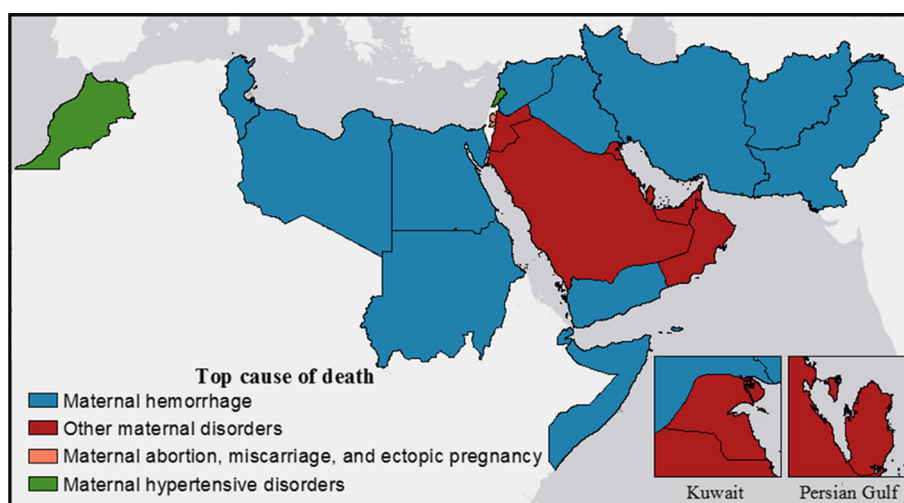 Top cause of death
Maternal hemorrhage
Other maternal disorders
Maternal abortion, miscarriage, and ectopic pregnancy
Maternal hypertensive disorders
Kuwait
Persian Gulf